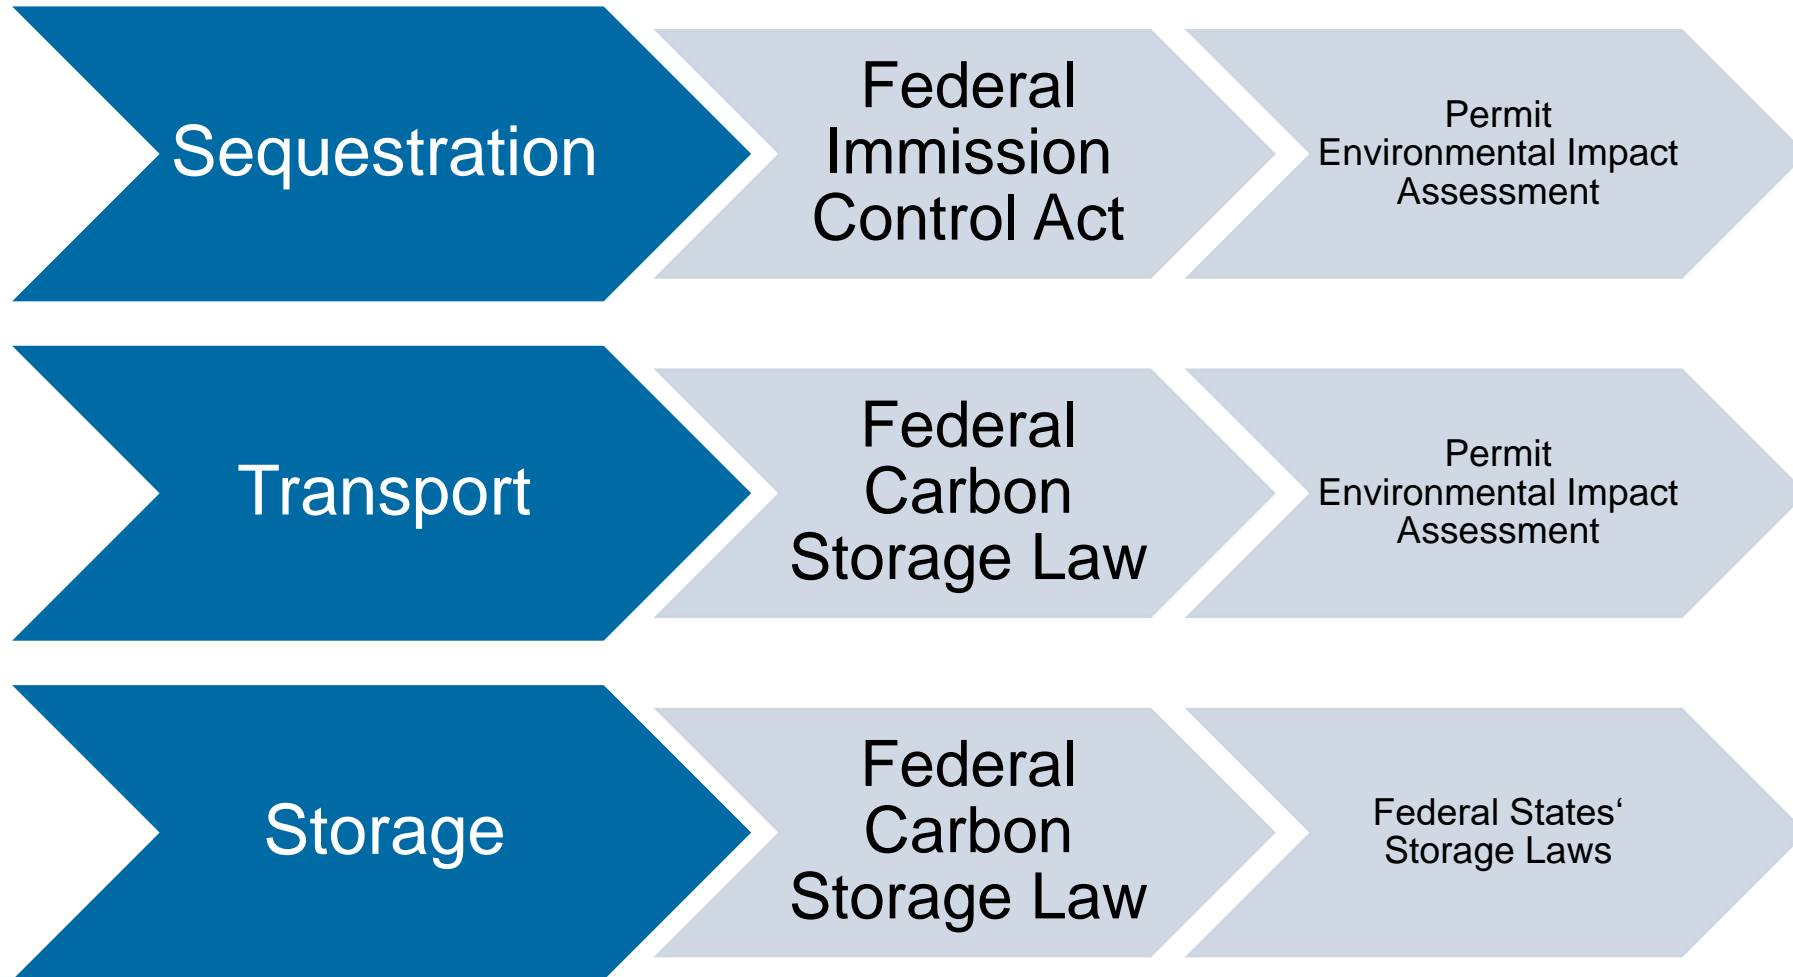 Sequestration
Federal
Immission
Control Act
Permit
Environmental Impact
Assessment
Transport
Federal
Carbon
Storage Law
Permit
Environmental Impact
Assessment
Storage
Federal
Carbon
Storage Law
Federal States‘
Storage Laws